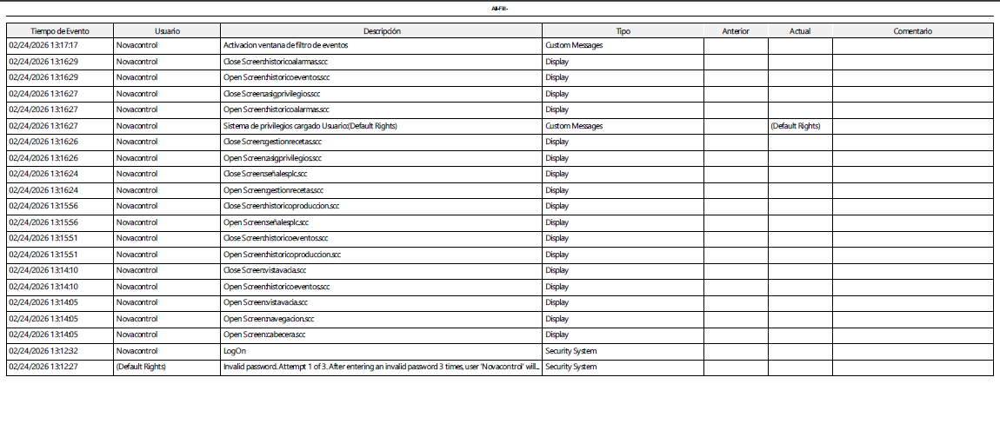 All-Fill-
Tiempo de Evento Usuario Descripción Tipo Anterior Actual Comentario
02/24/2026 13:17:17 Novacontrol Activacion ventana de filtro de eventos Custom Messages
02/24/2026 13:16:29 Novacontrol Close Screen:historicoalarmas.scc Display
02/24/2026 13:16:29 Novacontrol Open Screen:historicoeventos.scc Display
02/24/2026 13:16:27 Novacontrol Close Screen:asigprivilegios.scc Display
02/24/2026 13:16:27 Novacontrol Open Screen:historicoalarmas.scc Display
02/24/2026 13:16:27 Novacontrol Sistema de privilegios cargado Usuario:(Default Rights) Custom Messages (Default Rights)
02/24/2026 13:16:26 Novacontrol Close Screen:gestionrecetas.scc Display
02/24/2026 13:16:26 Novacontrol Open Screen:asigprivilegios.scc Display
02/24/2026 13:16:24 Novacontrol Close Screen:señalesplc.scc Display
02/24/2026 13:16:24 Novacontrol Open Screen:gestionrecetas.scc Display
02/24/2026 13:15:56 Novacontrol Close Screen:historicoproduccion.scc Display
02/24/2026 13:15:56 Novacontrol Open Screen:señalesplc.scc Display
02/24/2026 13:15:51 Novacontrol Close Screen:historicoeventos.scc Display
02/24/2026 13:15:51 Novacontrol Open Screen:historicoproduccion.scc Display
02/24/2026 13:14:10 Novacontrol Close Screen:vistavacia.scc Display
02/24/2026 13:14:10 Novacontrol Open Screen:historicoeventos.scc Display
02/24/2026 13:14:05 Novacontrol Open Screen:vistavacia.scc Display
02/24/2026 13:14:05 Novacontrol Open Screen:navegacion.scc Display
02/24/2026 13:14:05 Novacontrol Open Screen:cabecera.scc Display
02/24/2026 13:12:32 Novacontrol LogOn Security System
02/24/2026 13:12:27 (Default Rights) Invalid password. Attempt 1 of 3. After entering an invalid password 3 times, user 'Novacontrol' will... Security System